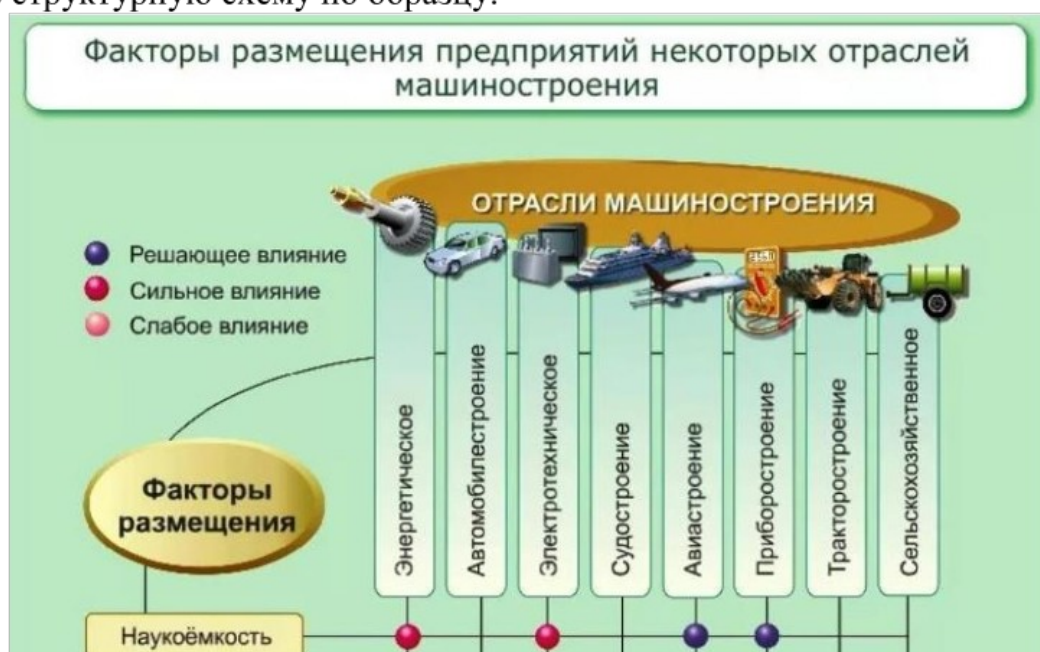 структурную схему по образцу.
Факторы размещения предприятий некоторых отраслей
машиностроения
ОТРАСЛИ МАШИНОСТРОЕНИЯ
Решающее влияние
Сильное влияние
Слабое влияние
Энергетическое
Автомобилестроение
Электротехническое
Судостроение
Авиастроение
Приборостроение
Тракторостроение
Сельскохозяйственное
Факторы
размещения
Наукоёмкость